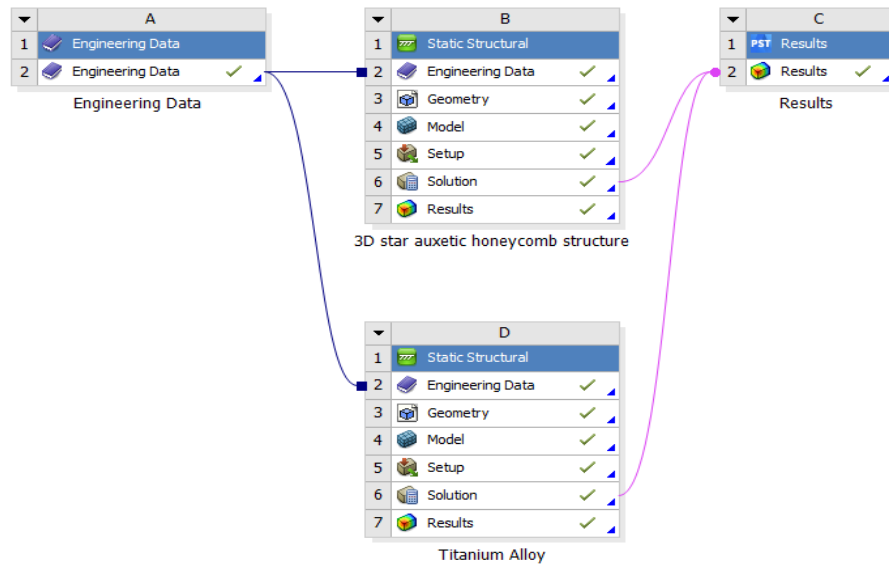 A
1 Engineering Data
2 Engineering Data
Engineering Data
B
1 Static Structural
2 Engineering Data
3 Geometry
4 Model
5 Setup
6 Solution
7 Results
3D star auxetic honeycomb structure
C
1 PST Results
2 Results
Results
D
1 Static Structural
2 Engineering Data
3 Geometry
4 Model
5 Setup
6 Solution
7 Results
Titanium Alloy